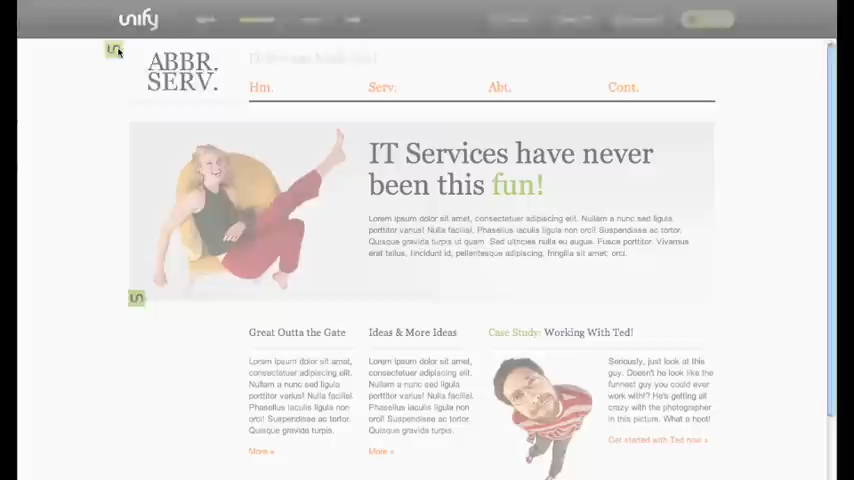 unify
un
ABBR.
SERV.
Hm.
Serv.
Abt.
Cont.
IT Services have never
been this fun!
Lorem ipsum dolor sit amet, consectetuer adipiscing elit. Nullam a nunc sed ligula
porttitor varius! Nulla facilisi. Phasellus iaculis ligula non orci! Suspendisse ac tortor.
Quisque gravida turpis ut quam. Sed ultricies nulla eu augue. Fusce porttitor. Vivamus
erat tellus, tincidunt id, pellentesque adipiscing, fringilla sit amet, orci.
un
Great Outta the Gate
Lorem ipsum dolor sit amet,
consectetuer adipiscing elit.
Nullam a nunc sed ligula
porttitor varius! Nulla facilisi.
Phasellus iaculis ligula non
orci! Suspendisse ac tortor.
Quisque gravida turpis.
More »
Ideas & More Ideas
Lorem ipsum dolor sit amet,
consectetuer adipiscing elit.
Nullam a nunc sed ligula
porttitor varius! Nulla facilisi.
Phasellus iaculis ligula non
orci! Suspendisse ac tortor.
Quisque gravida turpis.
More »
Case Study: Working With Ted!
Seriously, just look at this
guy. Doesn't he look like the
funnest guy you could ever
work with!? He's getting all
crazy with the photographer
in this picture. What a hoot!
Get started with Ted now »